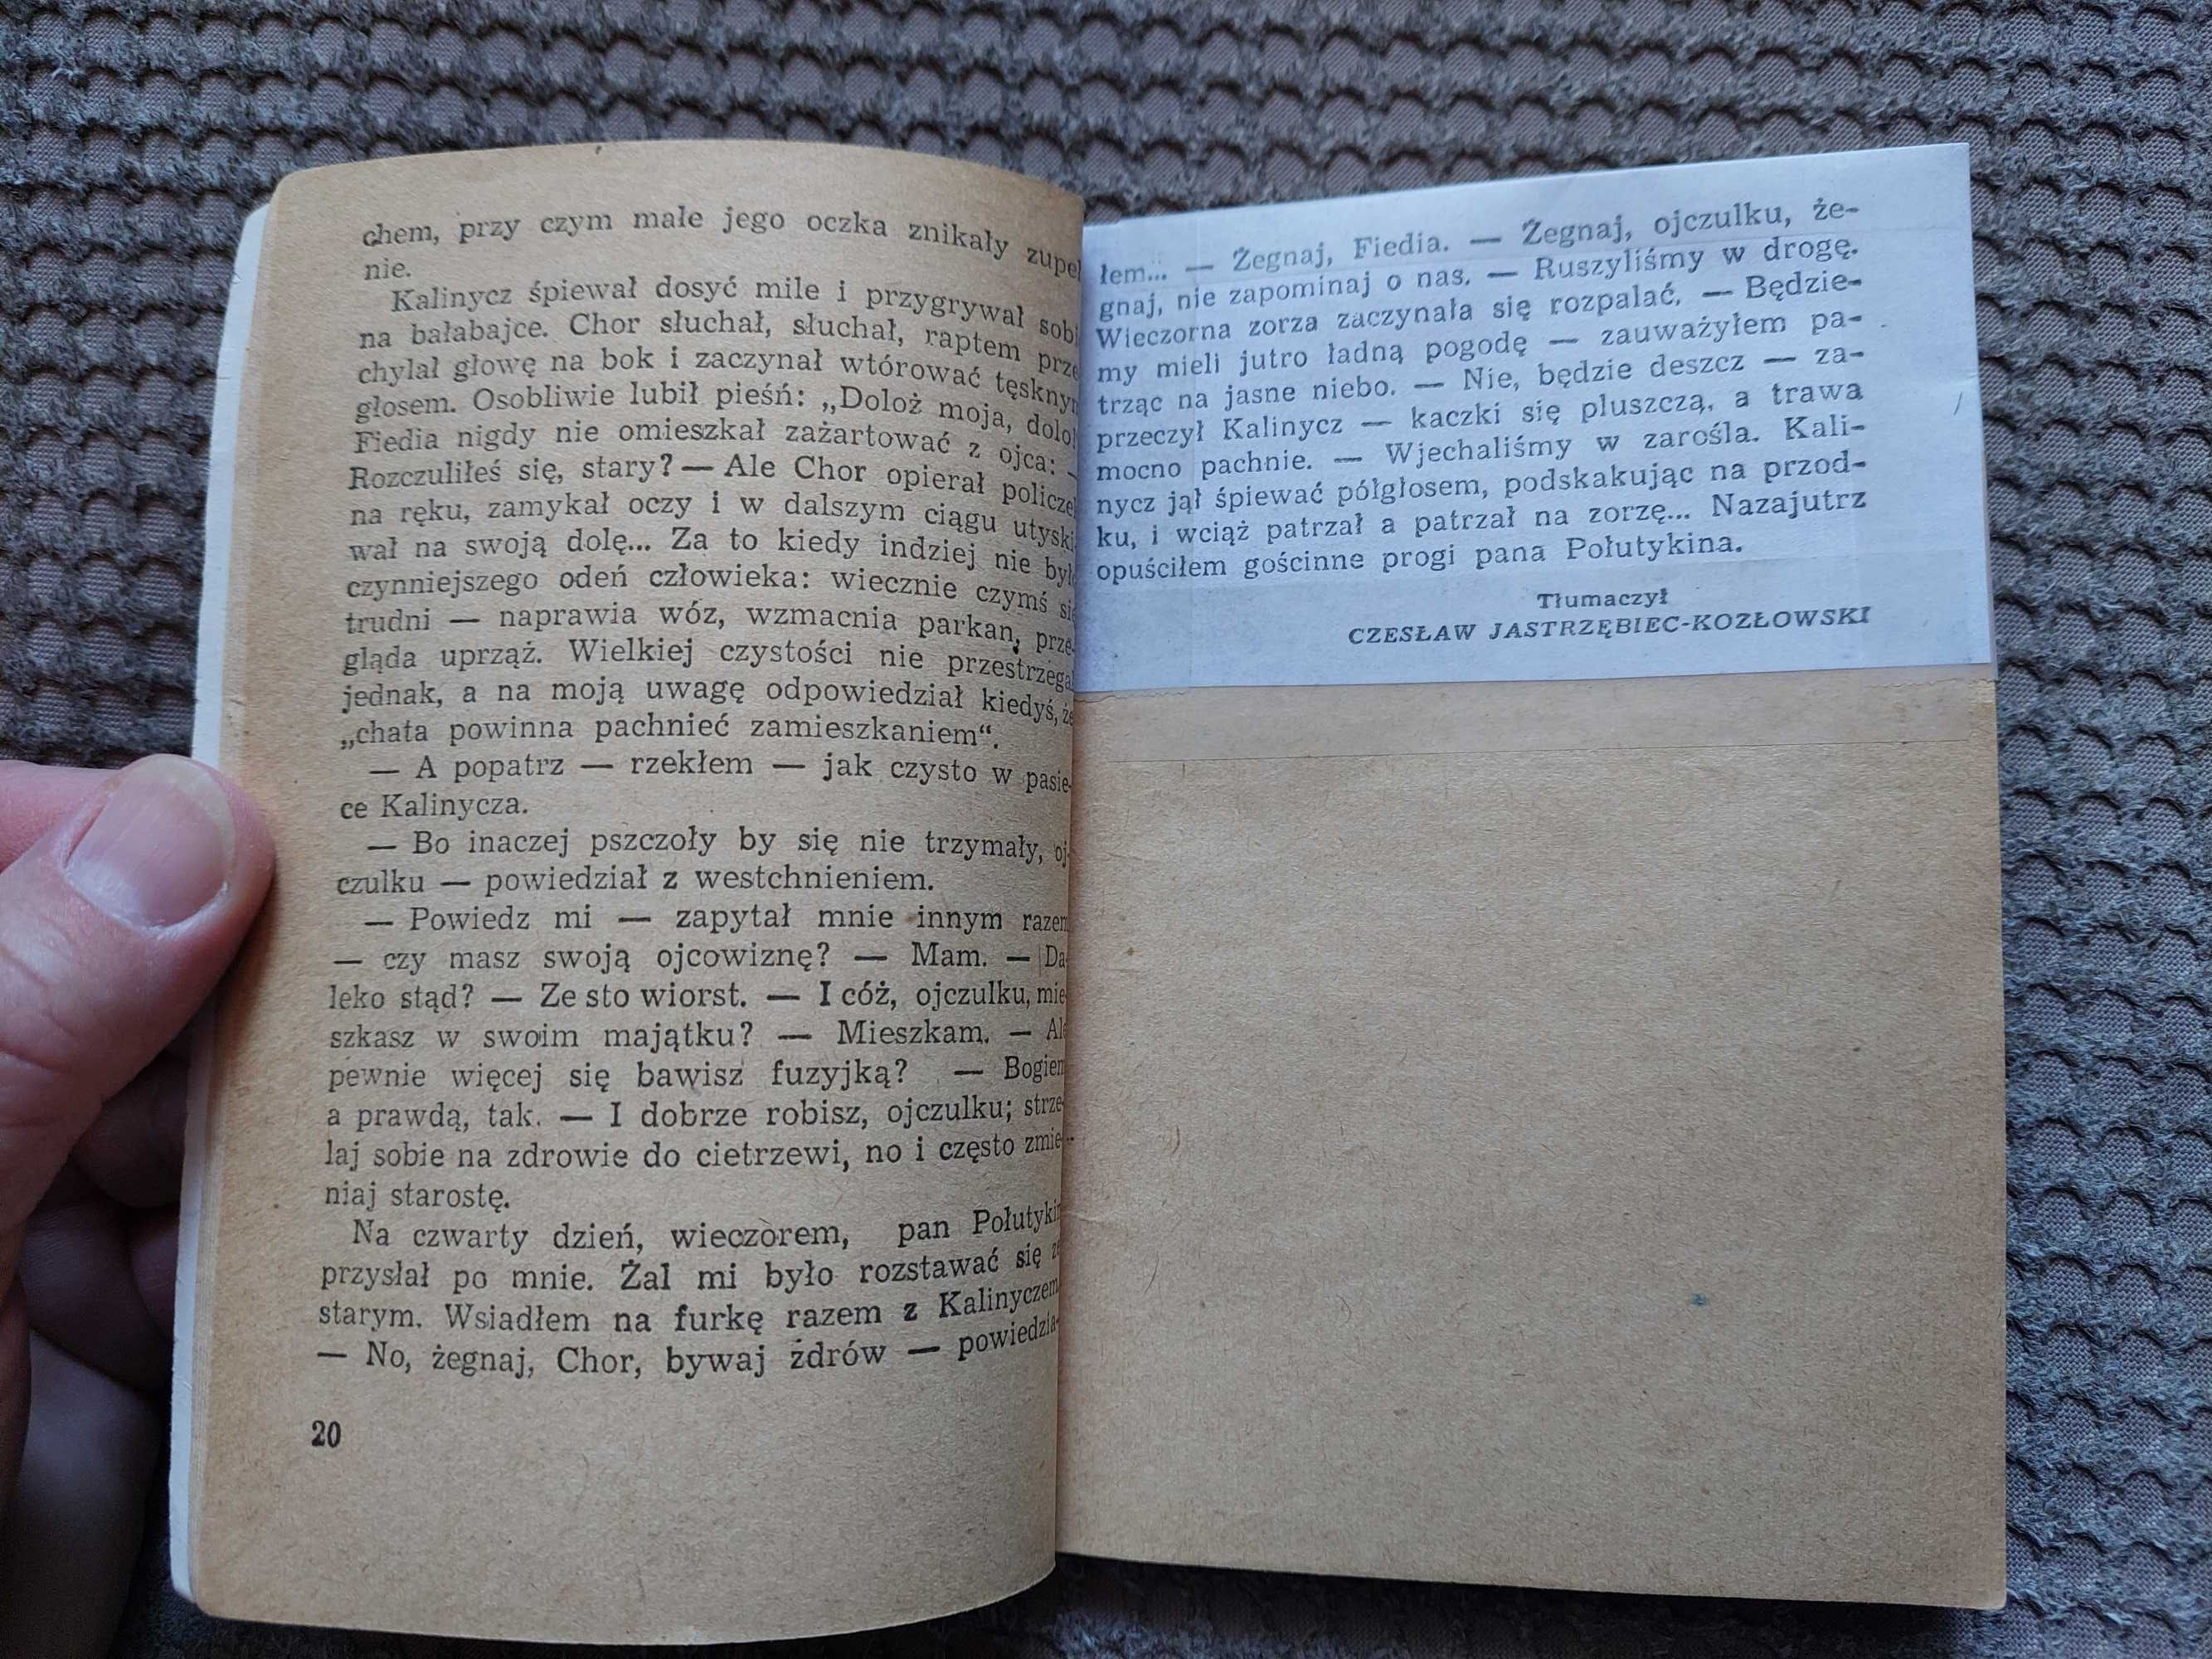 chem, przy czym małe jego oczka znikały zupeł
nie.
Kalinycz śpiewał dosyć mile i przygrywał sobi
na bałabajce. Chor słuchał, słuchał, raptem prze
chylał głowę na bok i zaczynał wtórować tęsknym
głosem. Osobliwie lubił pieśń: „Doloż moja, dolo!
Fiedia nigdy nie omieszkał zażartować z ojca: —
Rozczuliłeś się, stary? — Ale Chor opierał policzek
na ręku, zamykał oczy i w dalszym ciągu utyski
wał na swoją dolę... Za to kiedy indziej nie było
czynniejszego odeń człowieka: wiecznie czymś się
trudni — naprawia wóz, wzmacnia parkan, prze-
gląda uprząż. Wielkiej czystości nie przestrzegał
jednak, a na moją uwagę odpowiedział kiedyś, że
„chata powinna pachnieć zamieszkaniem“.
— A popatrz — rzekłem — jak czysto w pasie-
ce Kalinycza.
— Bo inaczej pszczoły by się nie trzymały, oj-
czulku — powiedział z westchnieniem.
— Powiedz mi — zapytał mnie innym razem
— czy masz swoją ojcowiznę? — Mam. — Da-
leko stąd? — Ze sto wiorst. — I cóż, ojczulku, mie
szkasz w swoim majątku? — Mieszkam. — Al
pewnie więcej się bawisz fuzyjką? — Bogiem
a prawdą, tak. — I dobrze robisz, ojczulku; strze-
laj sobie na zdrowie do cietrzewi, no i często zmie-
niaj starostę.
Na czwarty dzień, wieczorem, pan Połutykin
przysłał po mnie. Żal mi było rozstawać się ze
starym. Wsiadłem na furkę razem z Kalinyczem.
— No, żegnaj, Chor, bywaj zdrów — powiedzia-
20
łem... — Żegnaj, Fiedia. — Żegnaj, ojczulku, że-
gnaj, nie zapominaj o nas. — Ruszyliśmy w drogę.
Wieczorna zorza zaczynała się rozpalać. — Będzie-
my mieli jutro ładną pogodę — zauważyłem pa-
trząc na jasne niebo. — Nie, będzie deszcz — za-
przeczył Kalinycz — kaczki się pluszczą, a trawa
mocno pachnie. — Wjechaliśmy w zarośla. Kali-
nycz jął śpiewać półgłosem, podskakując na przod-
ku, i wciąż patrzał a patrzał na zorzę... Nazajutrz
opuściłem gościnne progi pana Połutykina.
Tłumaczył
CZESŁAW JASTRZĘBIEC-KOZŁOWSKI